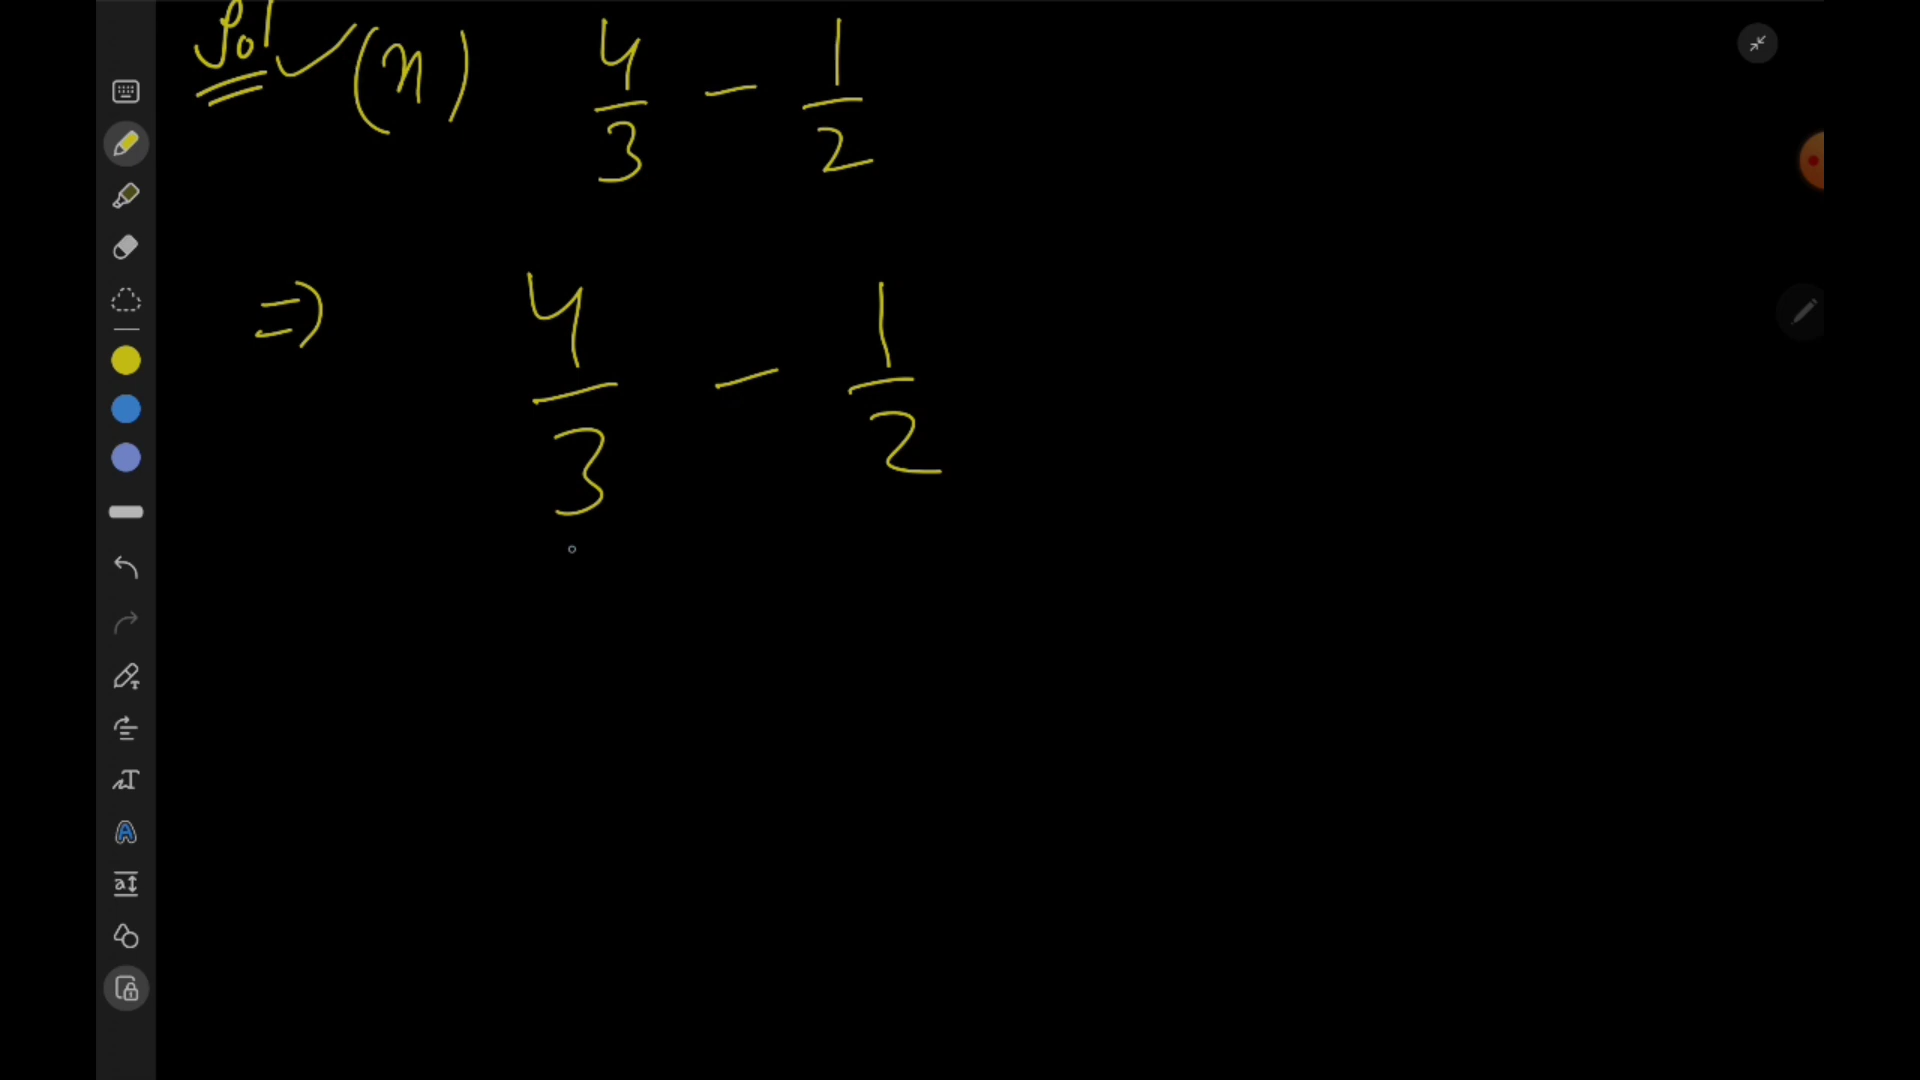 Sol (n) 4/3 - 1/2
=> 4/3 - 1/2